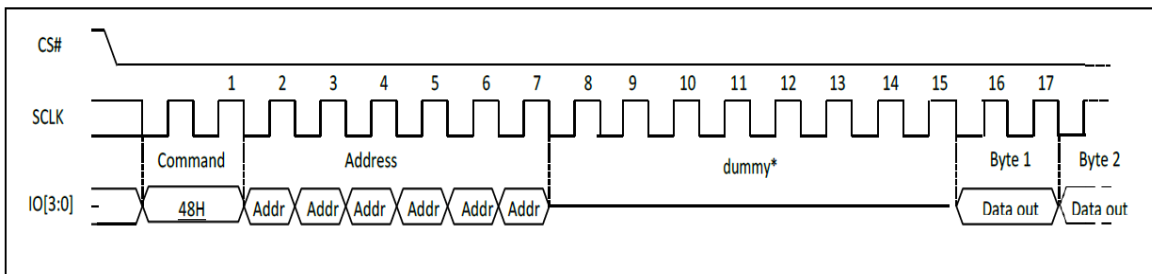 CS#
1 2 3 4 5 6 7 8 9 10 11 12 13 14 15 16 17
SCLK
Command Address dummy* Byte 1 Byte 2
IO[3:0] 48H Addr Addr Addr Addr Addr Addr Data out Data out